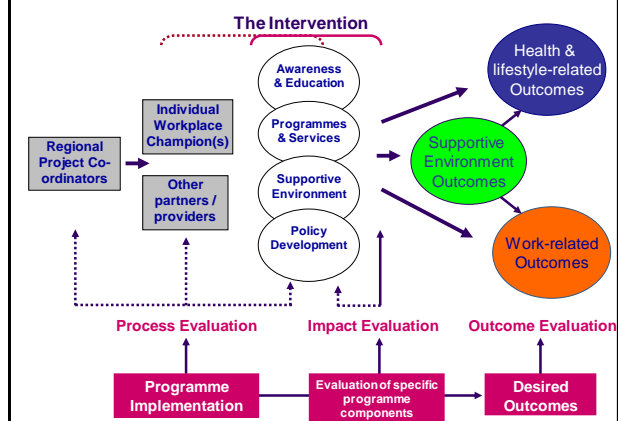 The Intervention
Awareness
& Education
Programmes
& Services
Supportive
Environment
Policy
Development
Individual
Workplace
Champion(s)
Regional
Project Co-
ordinators
Other
partners /
providers
Health &
lifestyle-related
Outcomes
Supportive
Environment
Outcomes
Work-related
Outcomes
Process Evaluation
Impact Evaluation
Outcome Evaluation
Programme
Implementation
Evaluation of specific
programme
components
Desired
Outcomes